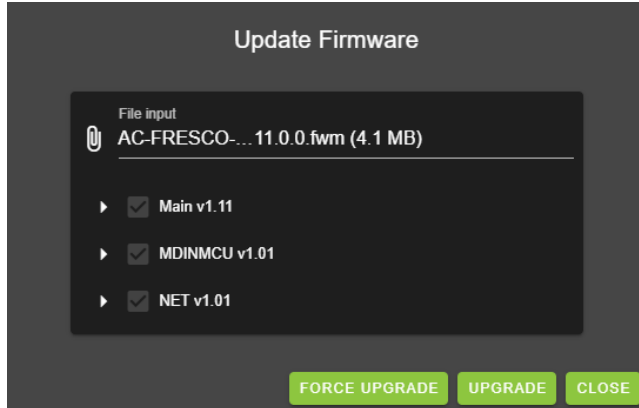 Update Firmware
File input
AC-FRESCO-...11.0.0.fwm (4.1 MB)
Main v1.11
MDINMCU v1.01
NET v1.01
FORCE UPGRADE UPGRADE CLOSE